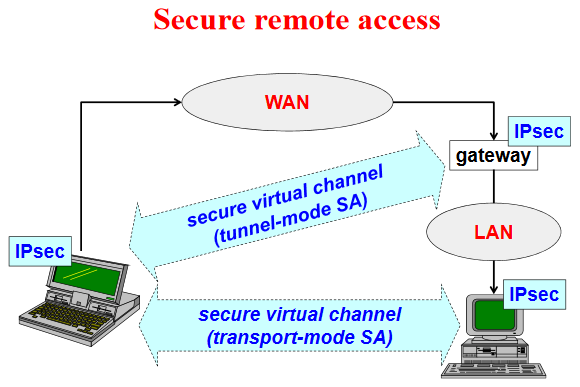 Secure remote access
WAN
IPsec
gateway
secure virtual channel
(tunnel-mode SA)
LAN
IPsec
IPsec
secure virtual channel
(transport-mode SA)